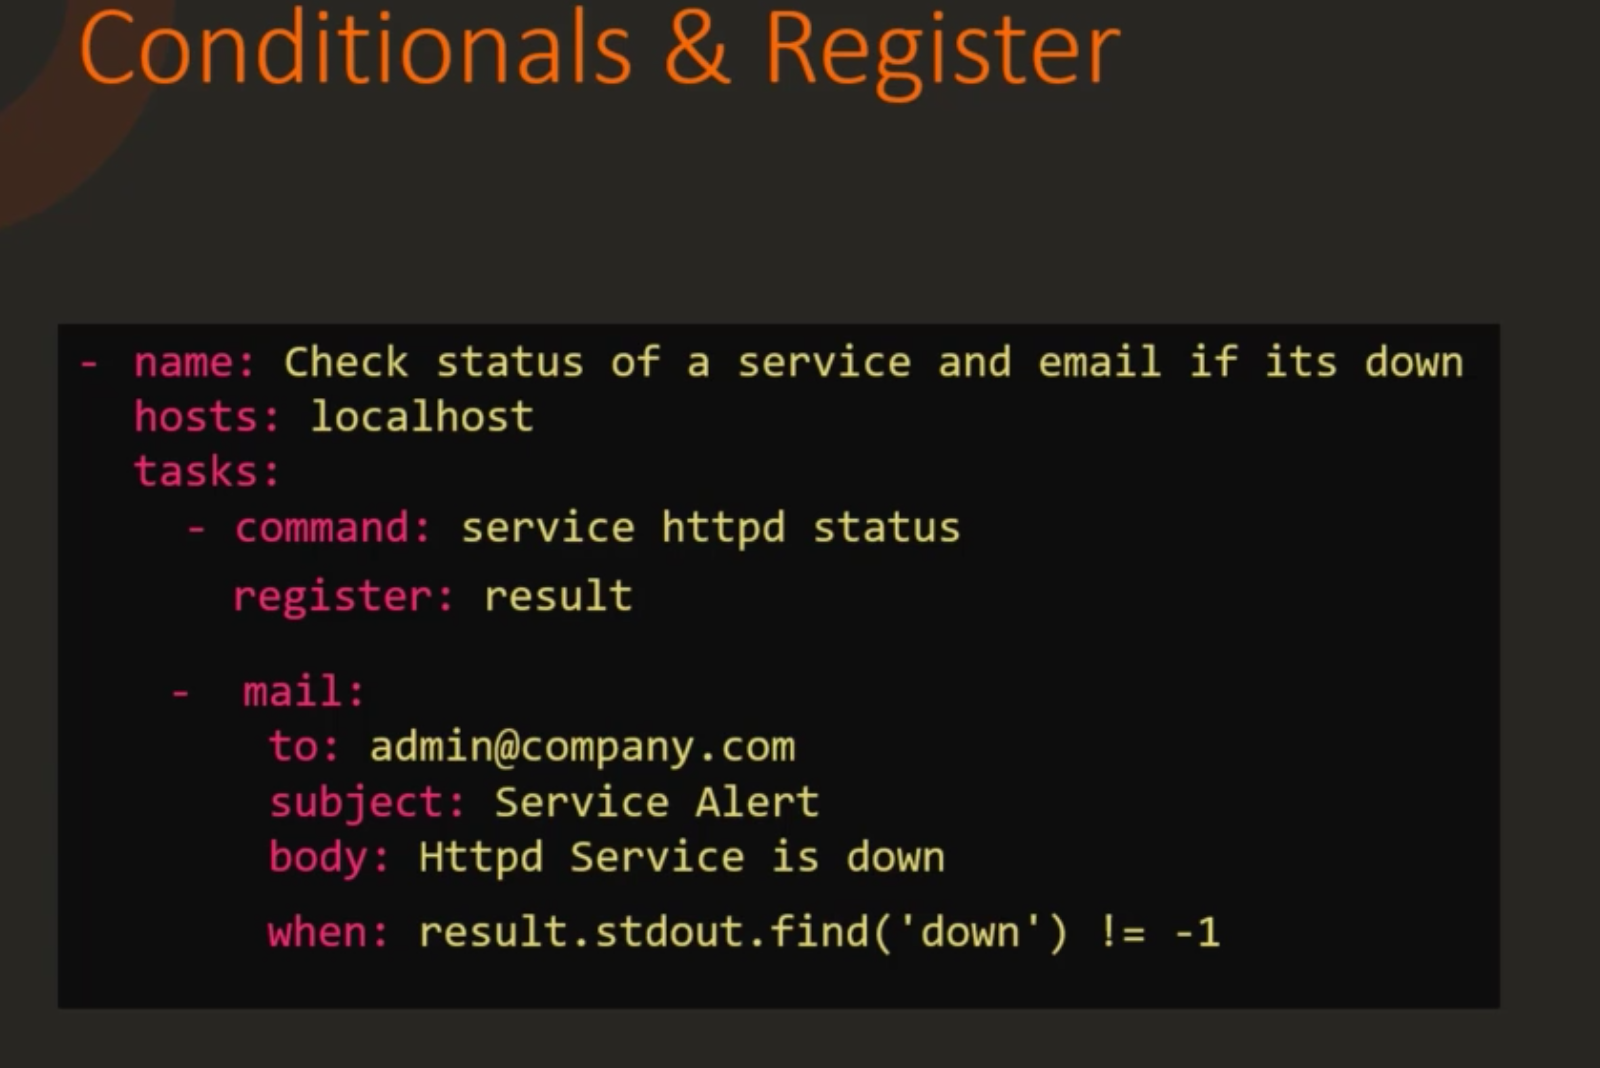 Conditionals & Register
- name: Check status of a service and email if its down
hosts: localhost
tasks:
- command: service httpd status
register: result
- mail:
to: admin@company.com
subject: Service Alert
body: Httpd Service is down
when: result.stdout.find('down') != -1